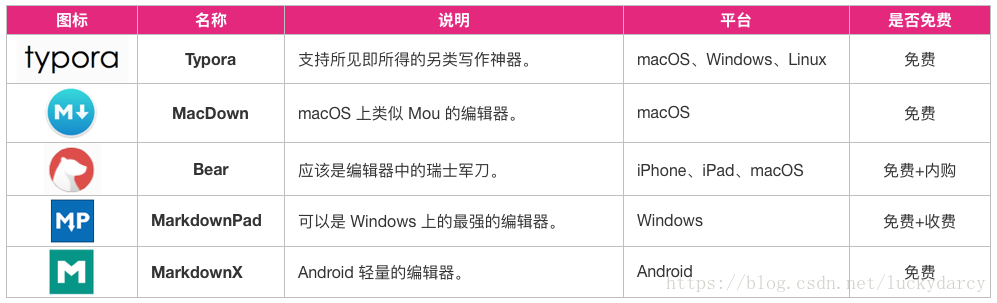 图标 名称 说明 平台 是否免费
typora Typora 支持所见即所得的另类写作神器。 macOS、Windows、Linux 免费
M MacDown macOS 上类似 Mou 的编辑器。 macOS 免费
Bear 应该是编辑器中的瑞士军刀。 iPhone、iPad、macOS 免费+内购
MP MarkdownPad 可以是 Windows 上的最强的编辑器。 Windows 免费+收费
M MarkdownX Android 轻量的编辑器。 Android 免费
https://blog.csdn.net/luckydarcy